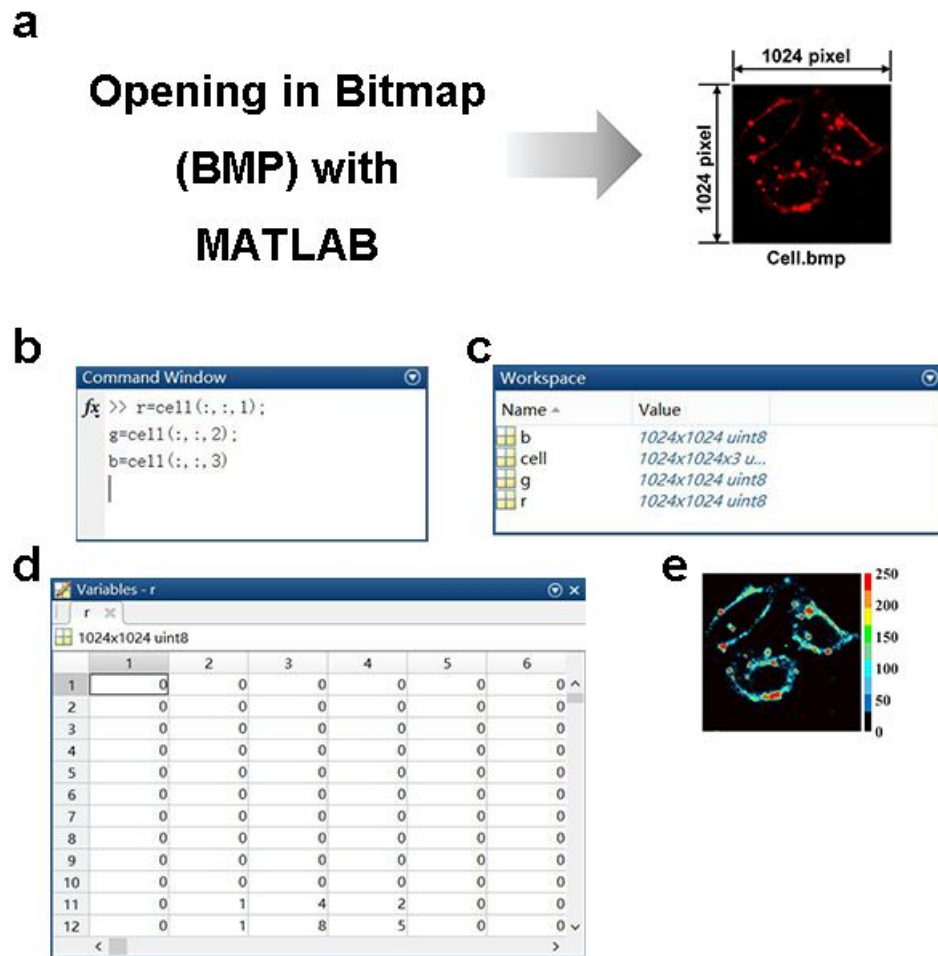 a
Opening in Bitmap
(BMP) with
MATLAB
1024 pixel
1024 pixel
Cell.bmp
b
Command Window
fx >> r=cell(:,:,1);
g=cell(:,:,2);
b=cell(:,:,3)
c
Workspace
Name Value
b 1024x1024 uint8
cell 1024x1024x3 u...
g 1024x1024 uint8
r 1024x1024 uint8
d
Variables - r
r
1024x1024 uint8
1 2 3 4 5 6
1 0 0 0 0 0 0
2 0 0 0 0 0 0
3 0 0 0 0 0 0
4 0 0 0 0 0 0
5 0 0 0 0 0 0
6 0 0 0 0 0 0
7 0 0 0 0 0 0
8 0 0 0 0 0 0
9 0 0 0 0 0 0
10 0 0 0 0 0 0
11 0 1 4 2 0 0
12 0 1 8 5 0 0
e
250
200
150
100
50
0